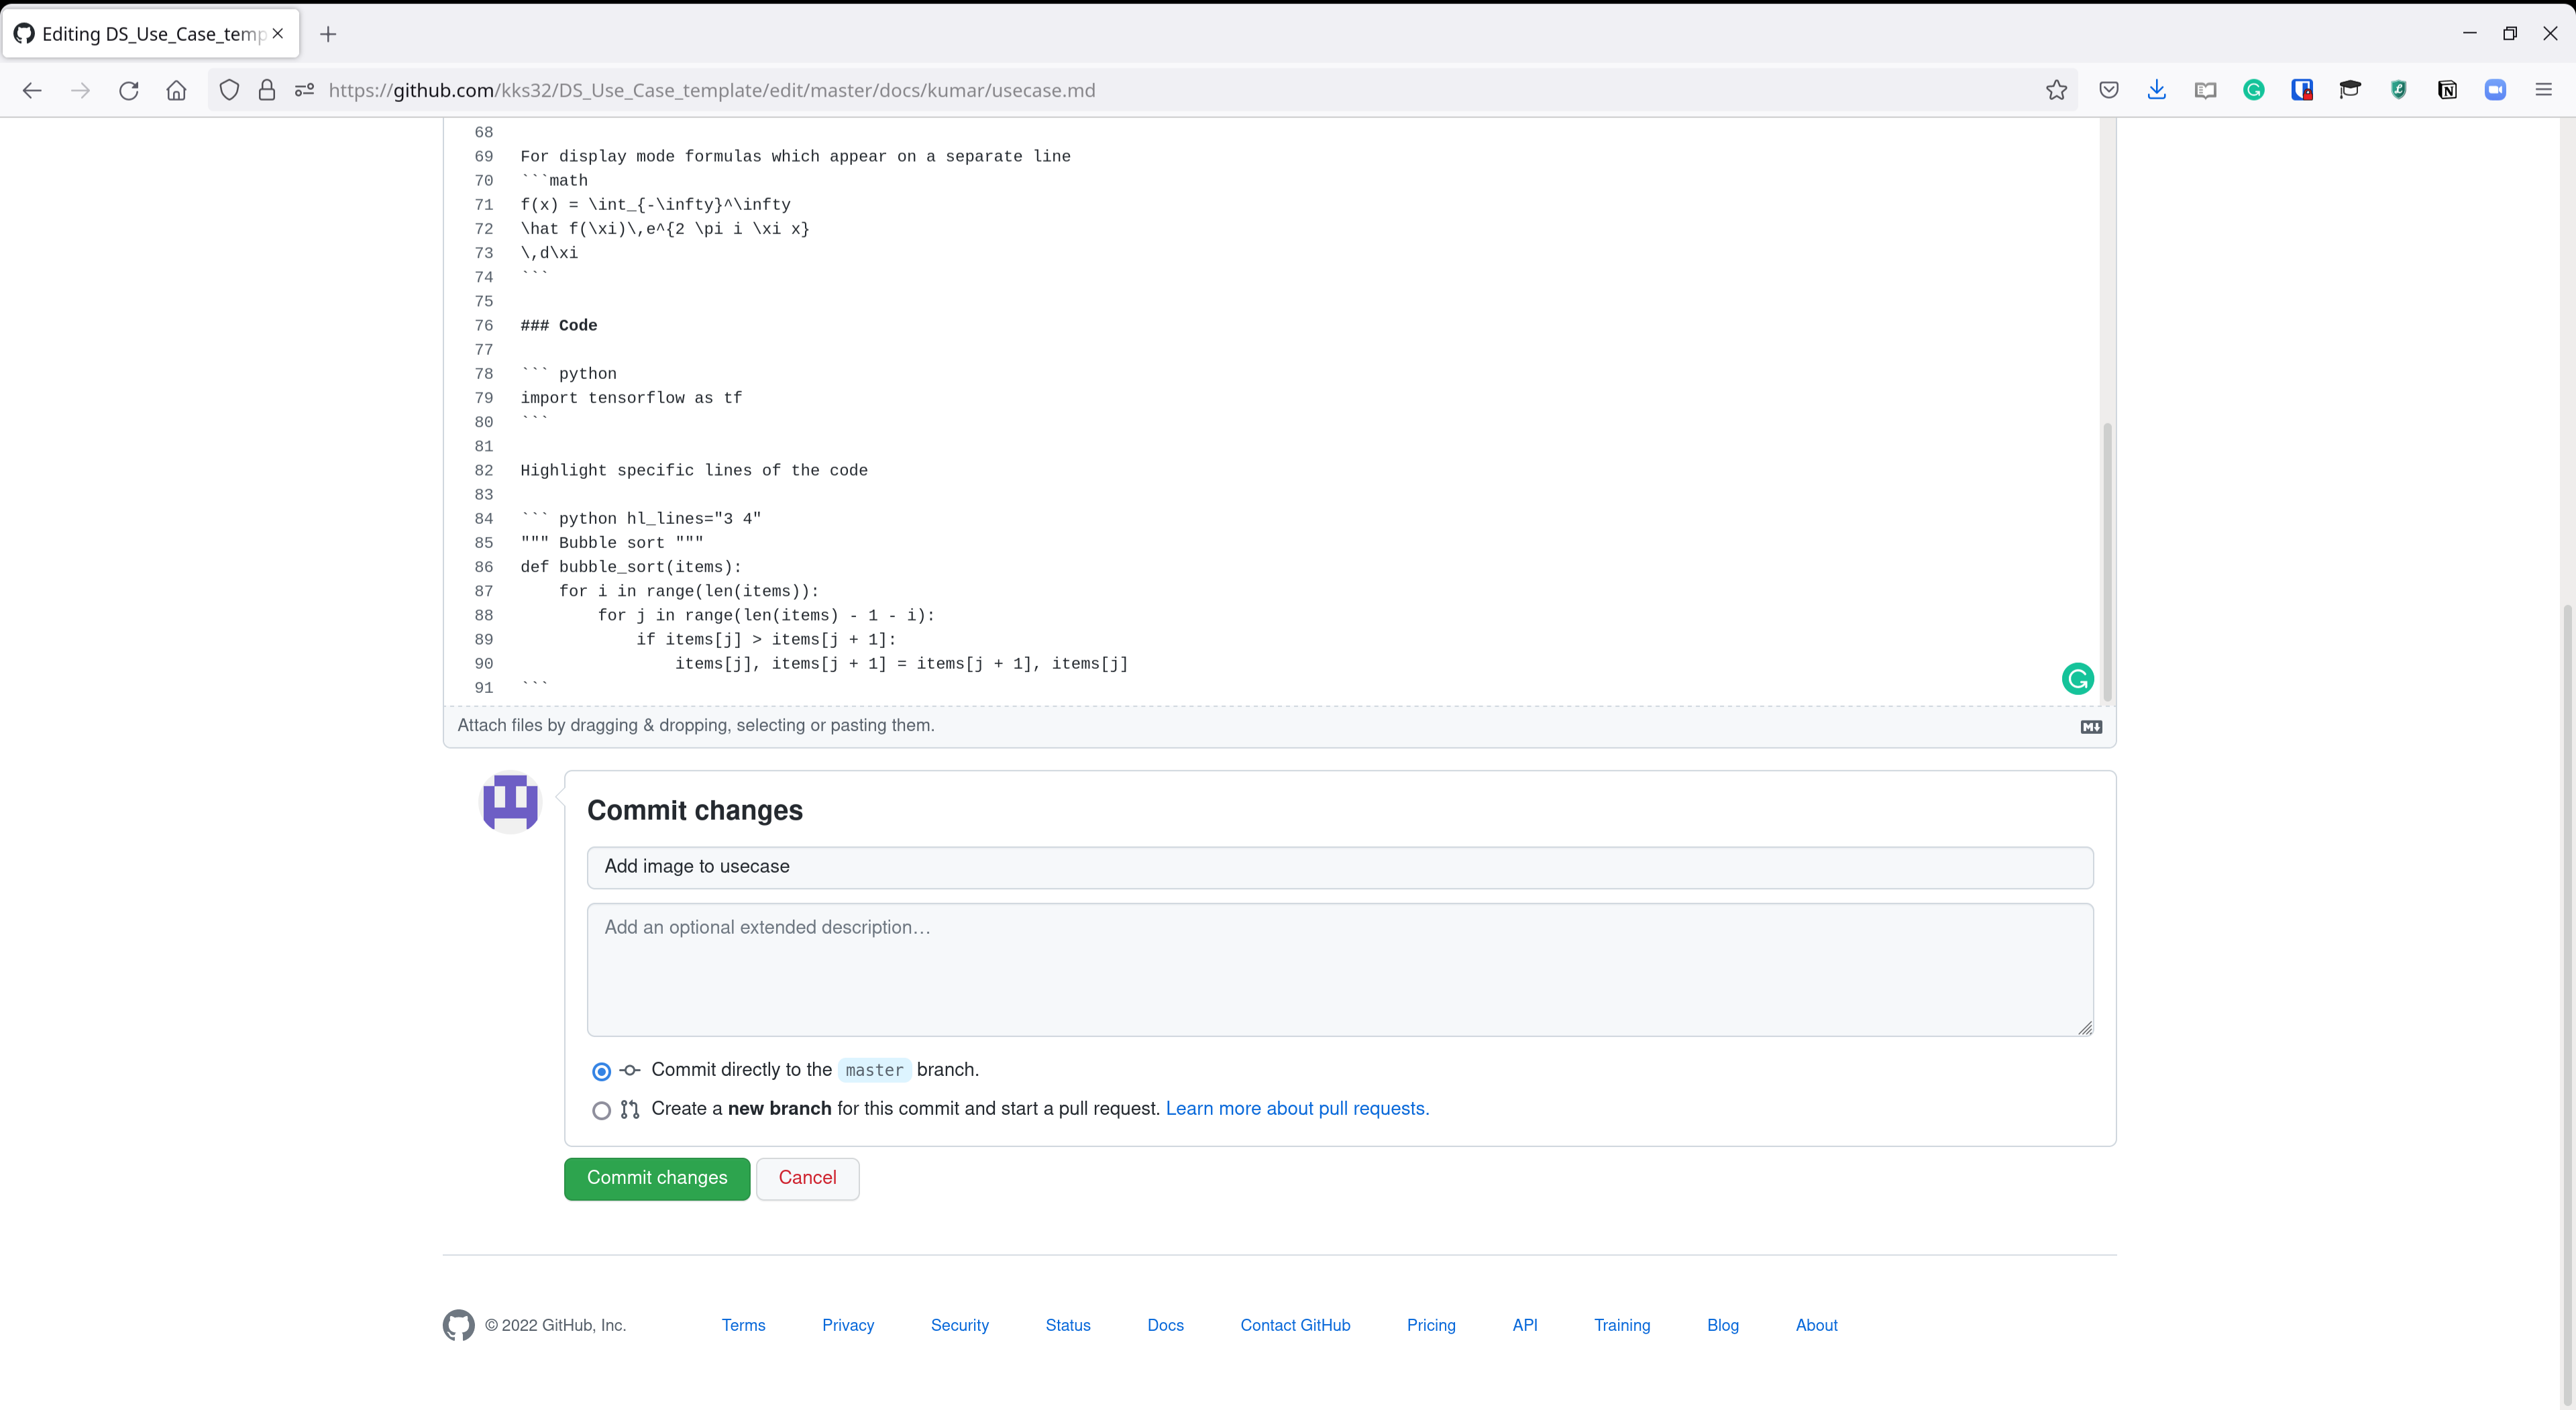 Editing DS_Use_Case_temp
https://github.com/kks32/DS_Use_Case_template/edit/master/docs/kumar/usecase.md
68
69 For display mode formulas which appear on a separate line
70 ```math
71 f(x) = \int_{-\infty}^\infty
72 \hat f(\xi)\,e^{2 \pi i \xi x}
73 \,d\xi
74 ```
75
76 ### Code
77
78 ``` python
79 import tensorflow as tf
80 ```
81
82 Highlight specific lines of the code
83
84 ``` python hl_lines="3 4"
85 """ Bubble sort """
86 def bubble_sort(items):
87     for i in range(len(items)):
88         for j in range(len(items) - 1 - i):
89             if items[j] > items[j + 1]:
90                 items[j], items[j + 1] = items[j + 1], items[j]
91 ```
Attach files by dragging & dropping, selecting or pasting them.
Commit changes
Add image to usecase
Add an optional extended description…
Commit directly to the master branch.
Create a new branch for this commit and start a pull request. Learn more about pull requests.
Commit changes Cancel
© 2022 GitHub, Inc. Terms Privacy Security Status Docs Contact GitHub Pricing API Training Blog About